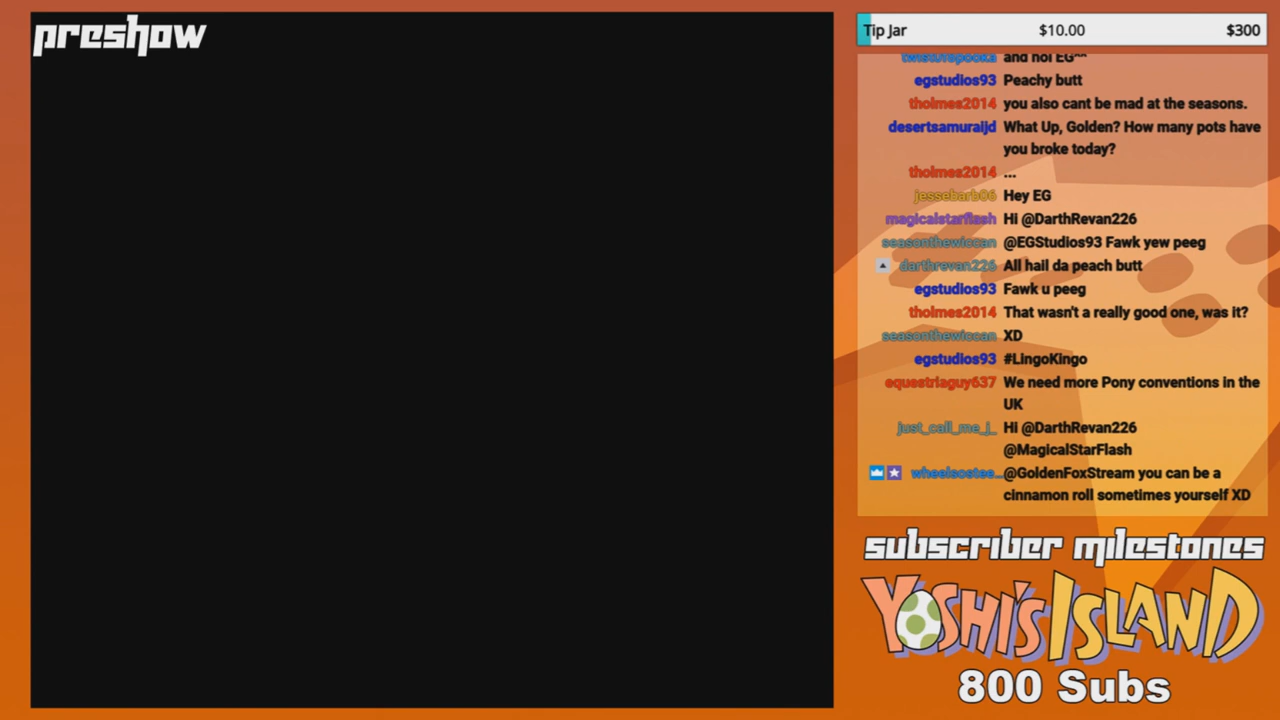 preshow
Tip Jar $10.00 $300
and hoi EG^^
egstudios93 Peachy butt
tholmes2014 you also cant be mad at the seasons.
desertsamuraijd What Up, Golden? How many pots have
you broke today?
tholmes2014 ...
jessebarb06 Hey EG
magicalstarflash Hi @DarthRevan226
seasonthewiccan @EGStudios93 Fawk yew peeg
darthrevan226 All hail da peach butt
egstudios93 Fawk u peeg
tholmes2014 That wasn't a really good one, was it?
seasonthewiccan XD
egstudios93 #LingoKingo
equestriaguy637 We need more Pony conventions in the
UK
just_call_me_j_ Hi @DarthRevan226
@MagicalStarFlash
wheelsostee... @GoldenFoxStream you can be a
cinnamon roll sometimes yourself XD
subscriber milestones
YOSHI'S ISLAND
800 Subs